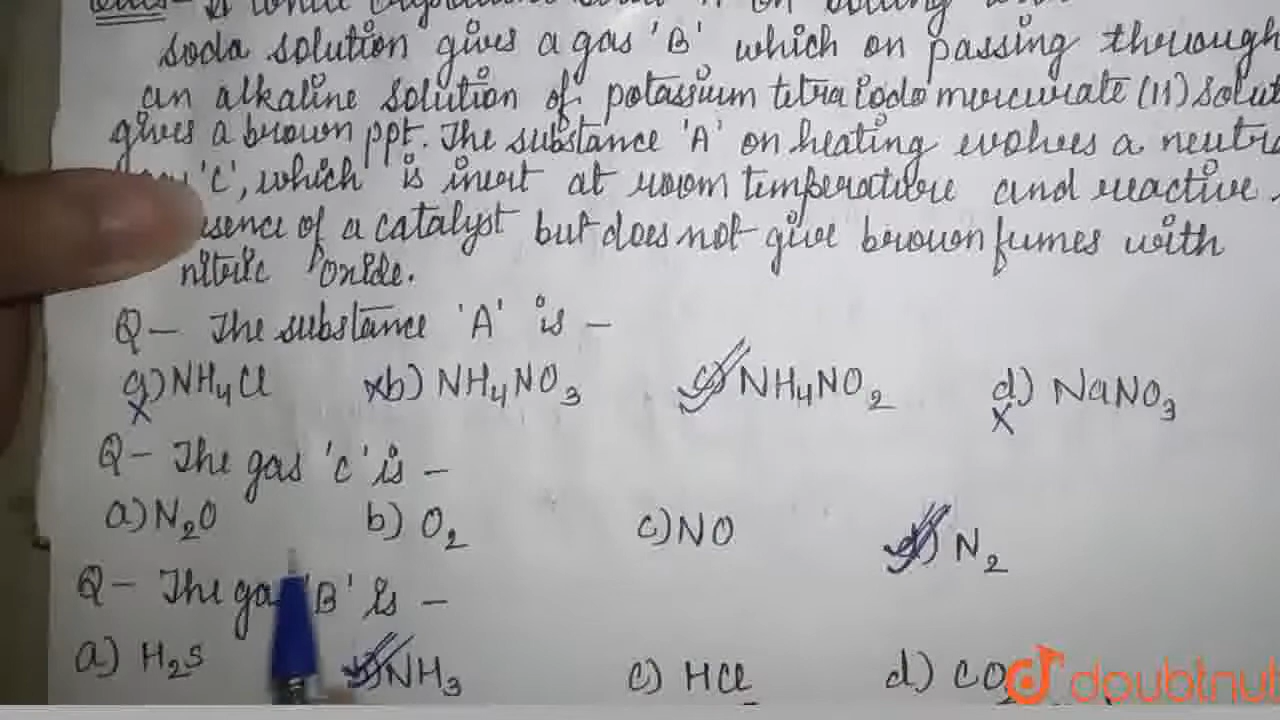 soda solution gives a gas 'B' which on passing through
an alkaline solution of potassium tetra iodo mercurate (11)
gives a brown ppt. The substance 'A' on heating evolves a
'C', which is inert at room temperature and reactive
of a catalyst but does not give brown fumes with
nitric oxide.
Q- The substance 'A' is -
a) NH4Cl b) NH4NO3 c) NH4NO2 d) NaNO3
Q- The gas 'C' is -
a) N2O b) O2 c) NO d) N2
Q- The gas 'B' is -
a) H2S b) NH3 c) HCl d) CO2
doubtnut